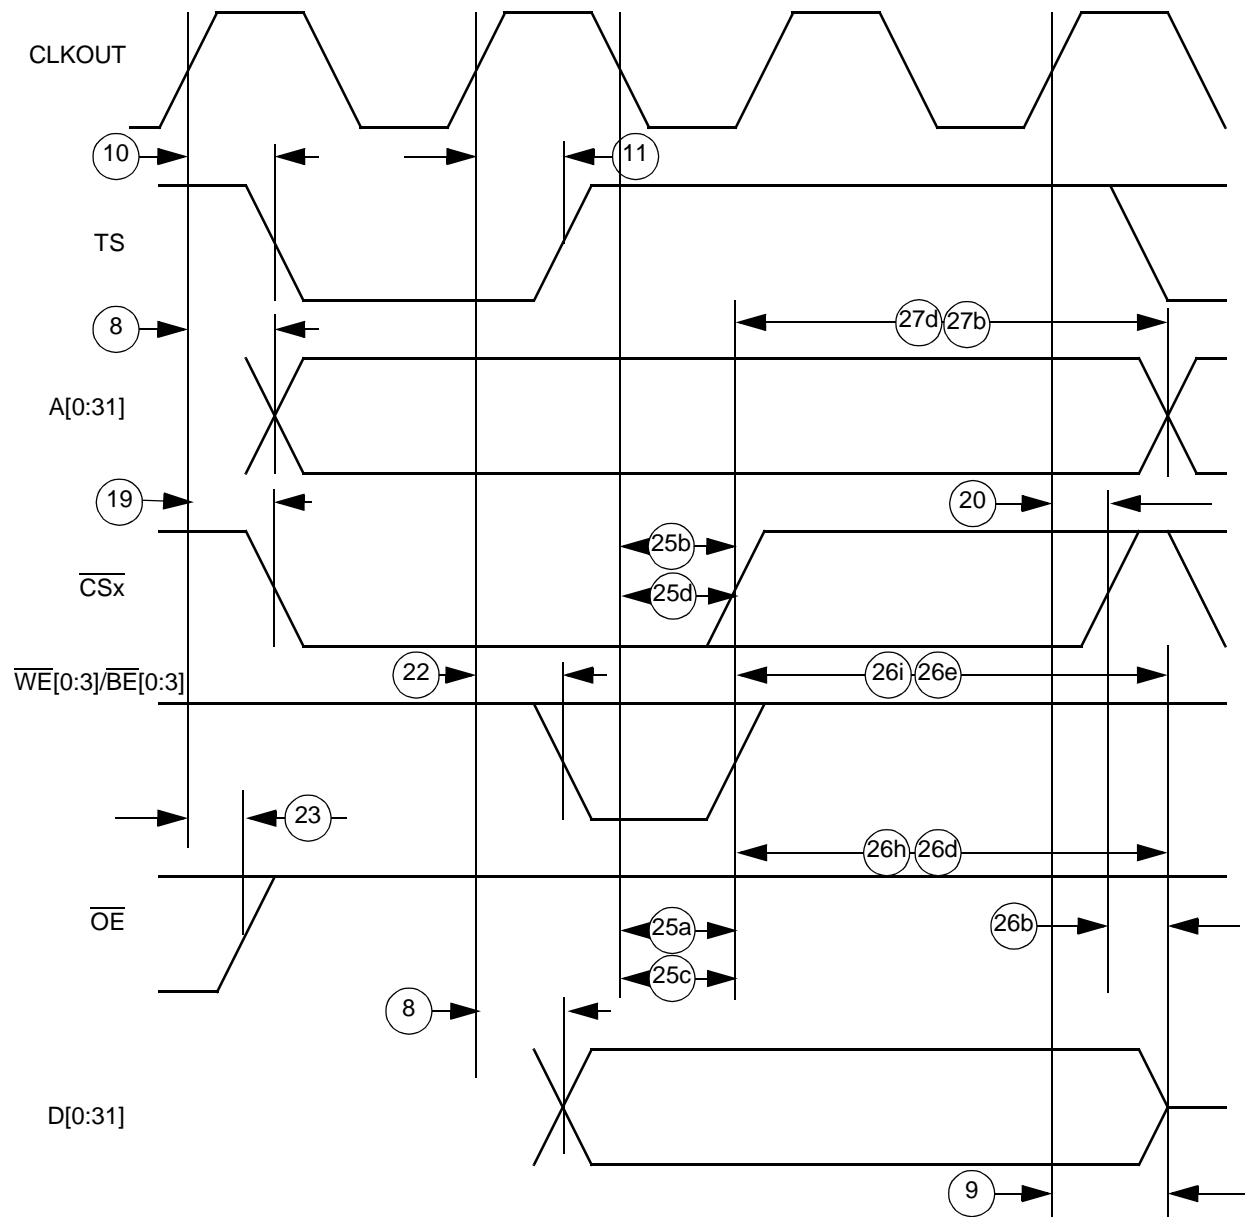 CLKOUT
10 11
TS
8 27d 27b
A[0:31]
19 20
25b
CSx 25d
WE[0:3]/BE[0:3] 22 26i 26e
23
26h 26d
OE 25a 26b
25c
8
D[0:31]
9